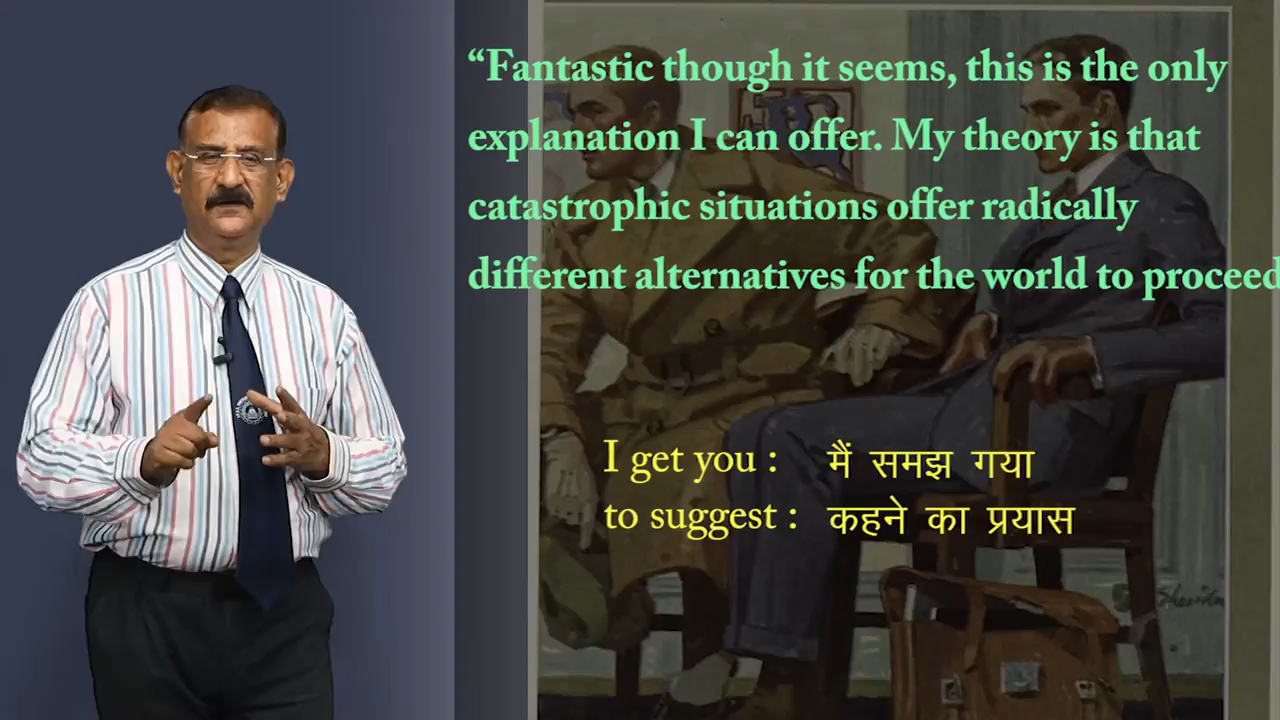 “Fantastic though it seems, this is the only
explanation I can offer. My theory is that
catastrophic situations offer radically
different alternatives for the world to proceed
I get you : मैं समझ गया
to suggest : कहने का प्रयास